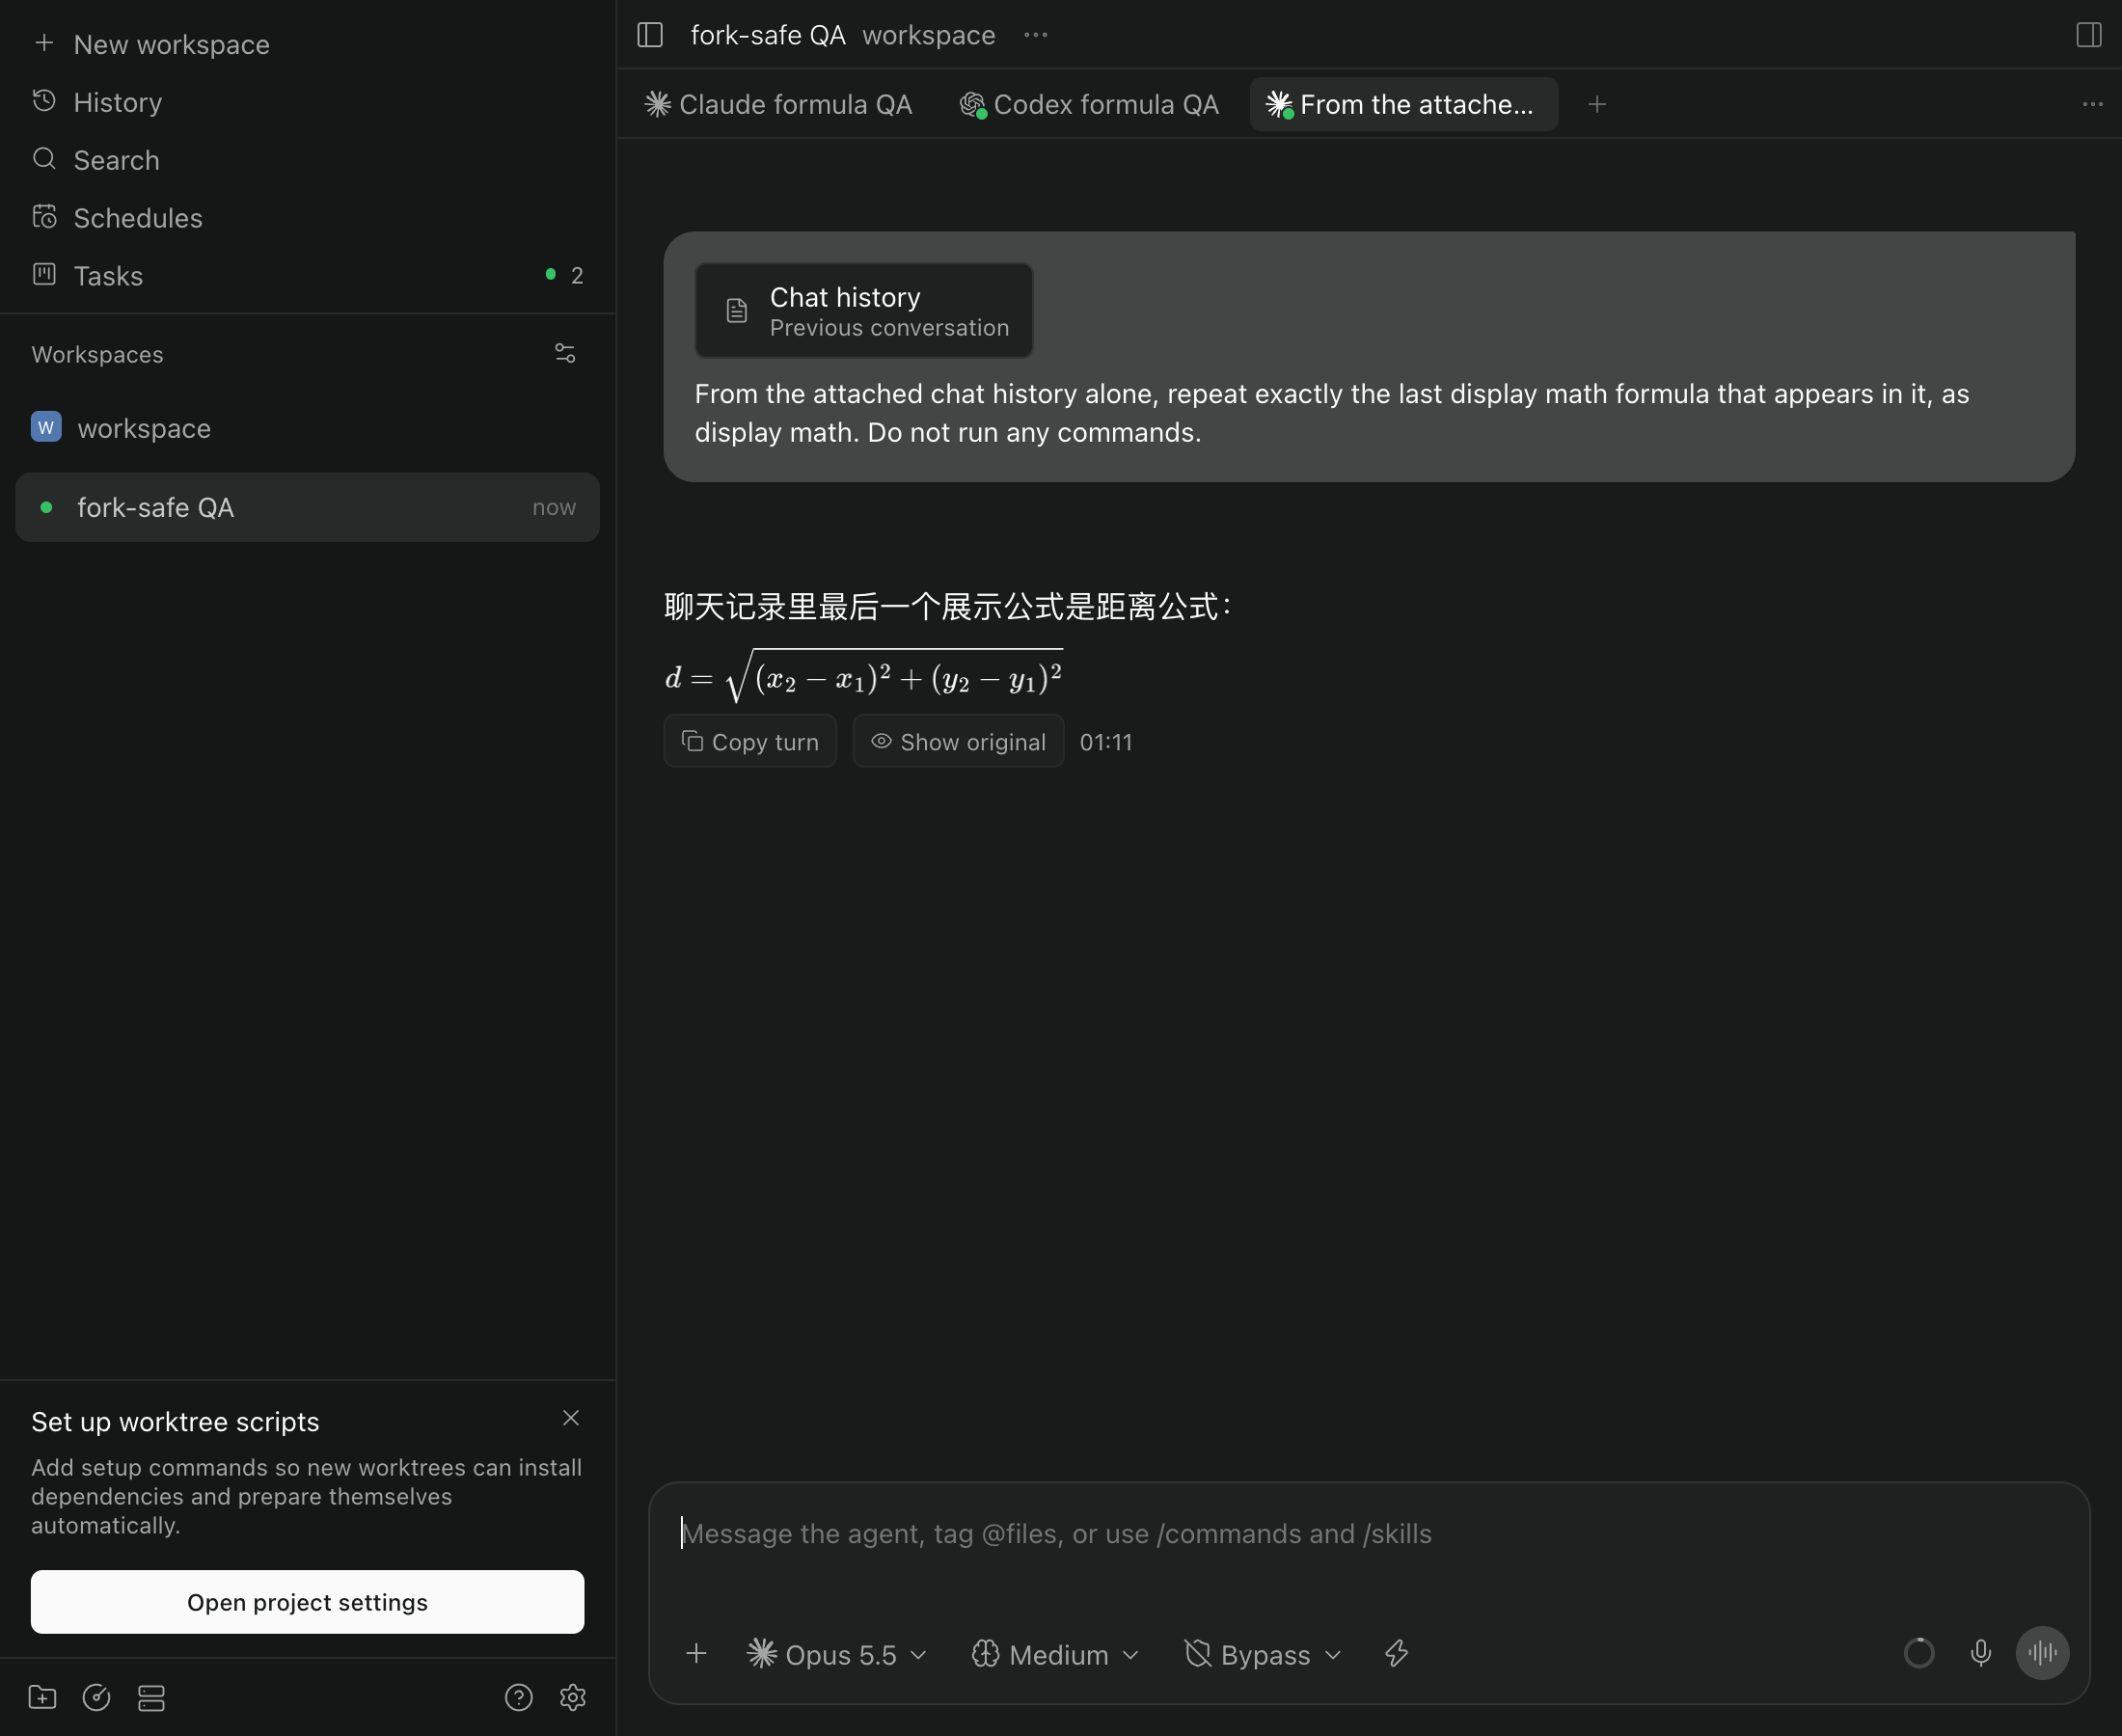 New workspace
History
Search
Schedules
Tasks 2
Workspaces
W workspace
fork-safe QA now
Set up worktree scripts
Add setup commands so new worktrees can install
dependencies and prepare themselves
automatically.
Open project settings
fork-safe QA workspace
Claude formula QA Codex formula QA From the attache...
Chat history
Previous conversation
From the attached chat history alone, repeat exactly the last display math formula that appears in it, as
display math. Do not run any commands.
聊天记录里最后一个展示公式是距离公式：
d = √(x₂ − x₁)² + (y₂ − y₁)²
Copy turn Show original 01:11
Message the agent, tag @files, or use /commands and /skills
Opus 5.5 Medium Bypass